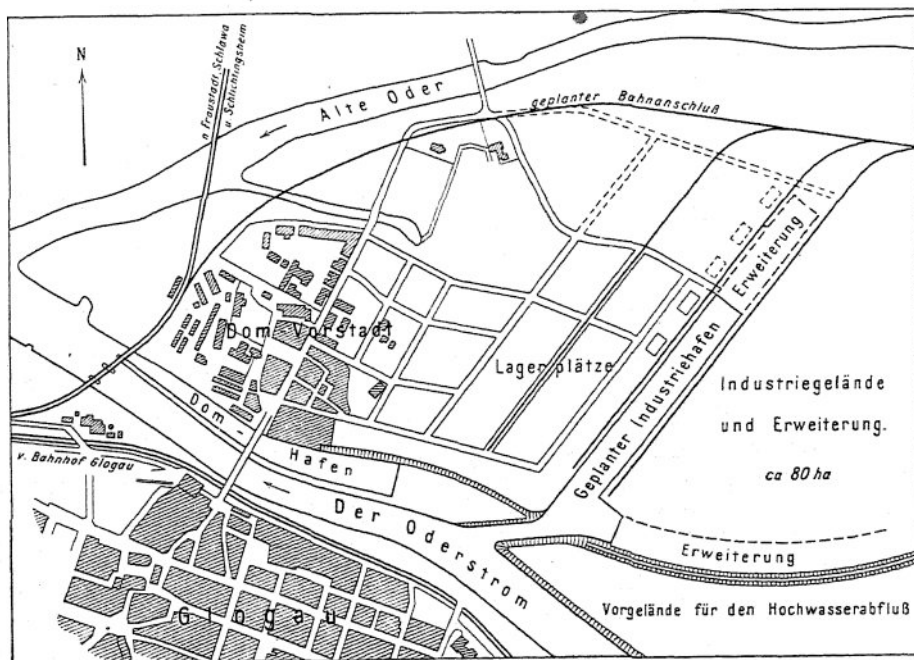 N
n Fraustadt, Schlawa
u. Schlichtingsheim
Alte Oder
geplanter Bahnanschluß
Erweiterung
Dom Vorstadt
Lagerplätze
Geplanter Industriehafen
Industriegelände
und Erweiterung.
ca 80 ha
Dom-
Hafen
v. Bahnhof Glogau
Der Oderstrom
Erweiterung
Vorgelände für den Hochwasserabfluß
Glogau